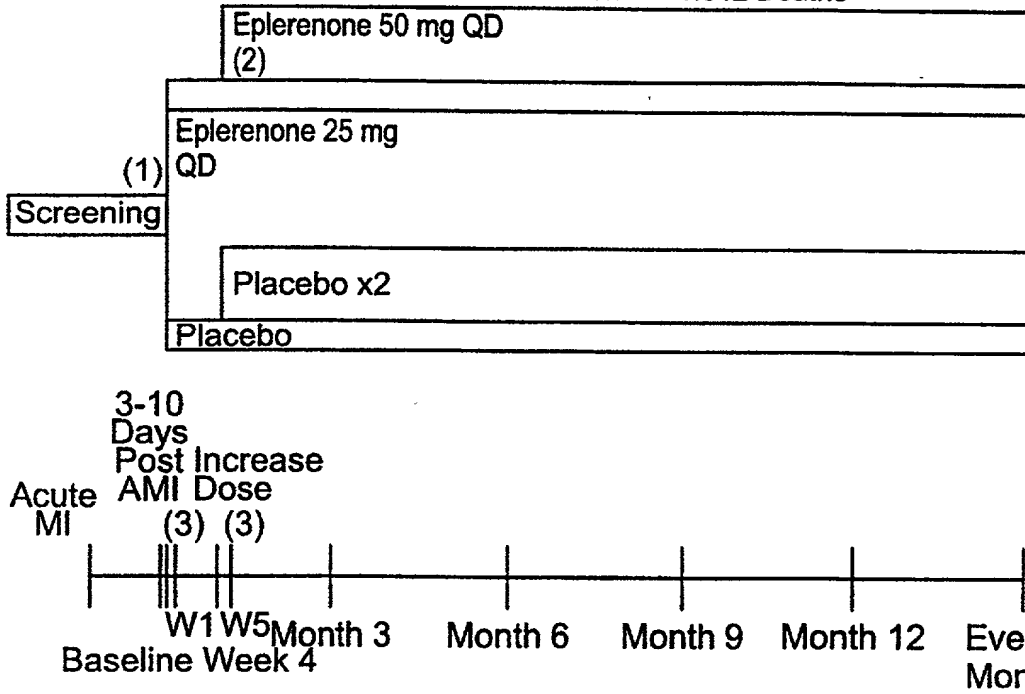 Eplerenone 50 mg QD
(2)
Eplerenone 25 mg
(1) QD
Screening
Placebo x2
Placebo
3-10
Days
Post Increase
Acute AMI Dose
MI (3) (3)
W1 W5 Month 3 Month 6 Month 9 Month 12 Eve
Baseline Week 4 Mon